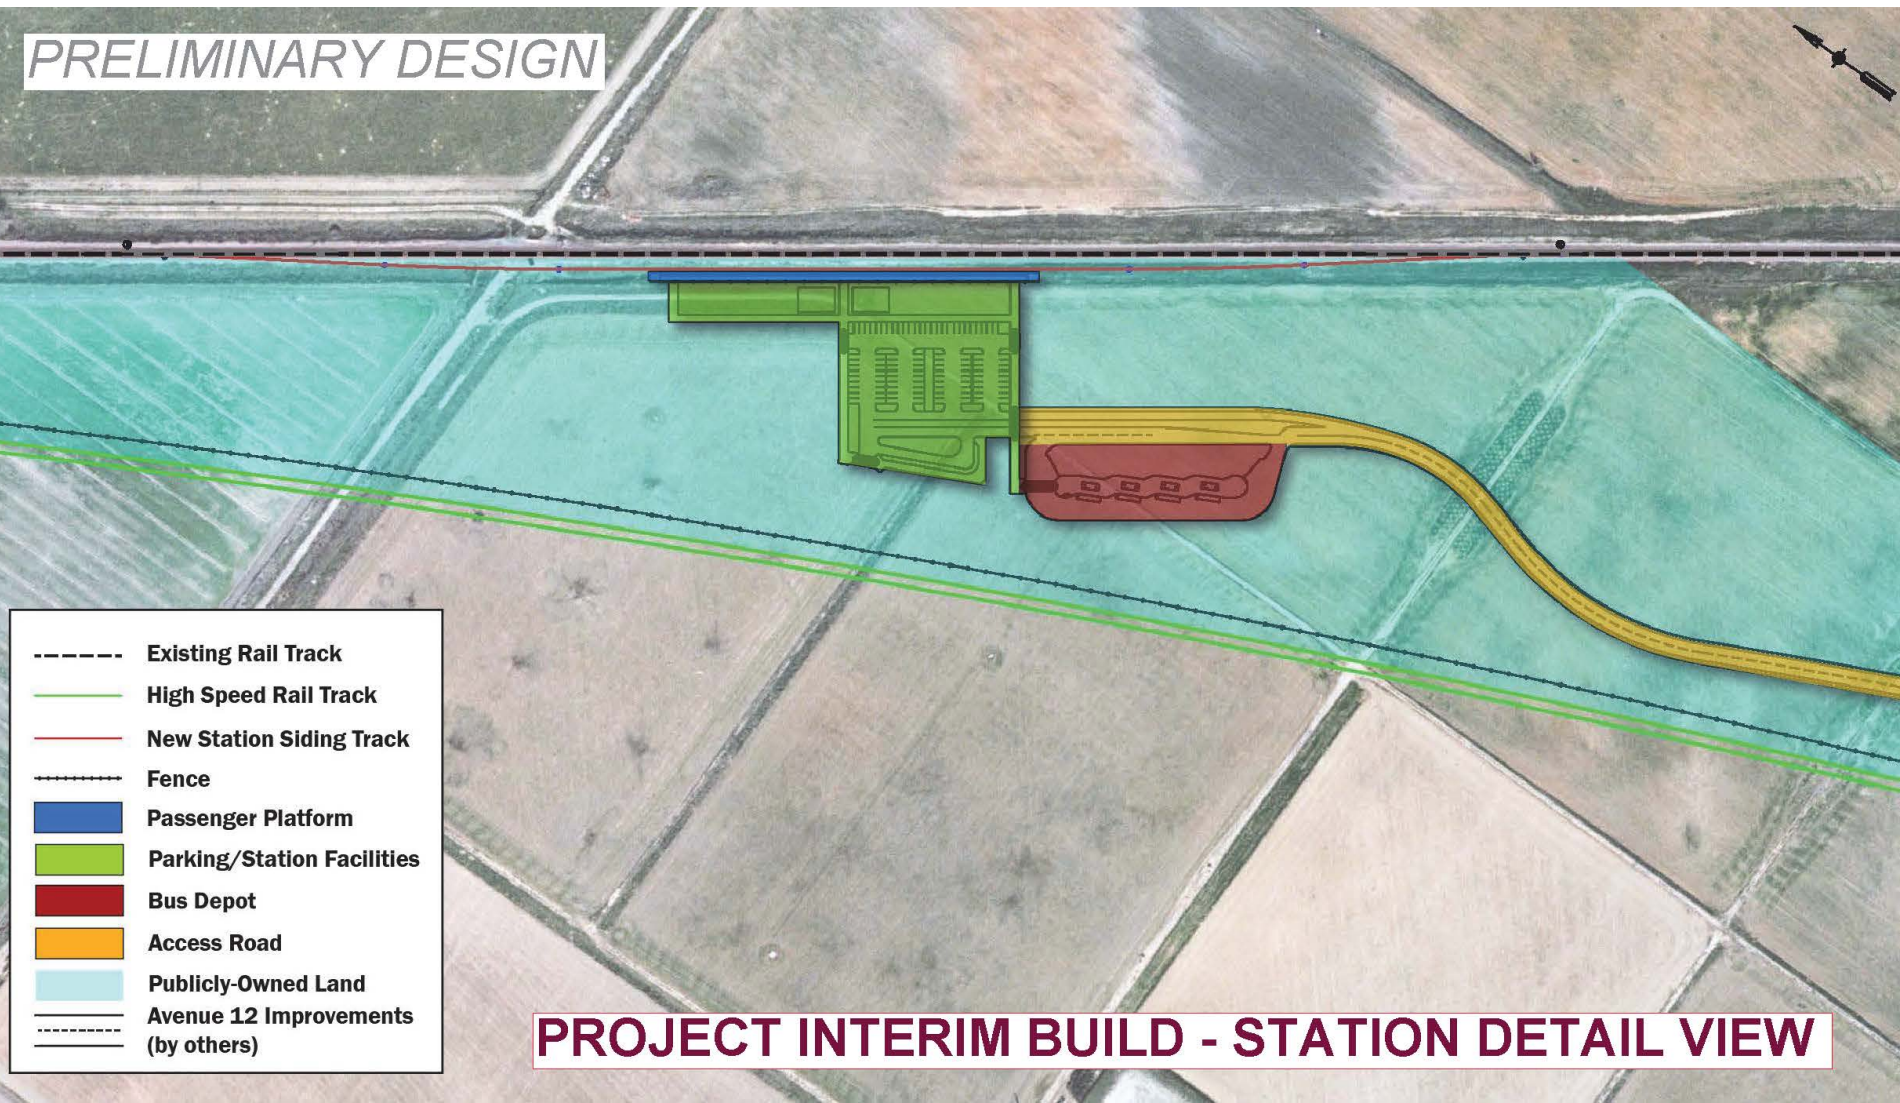 PRELIMINARY DESIGN
Existing Rail Track
High Speed Rail Track
New Station Siding Track
Fence
Passenger Platform
Parking/Station Facilities
Bus Depot
Access Road
Publicly-Owned Land
Avenue 12 Improvements
(by others)
PROJECT INTERIM BUILD - STATION DETAIL VIEW